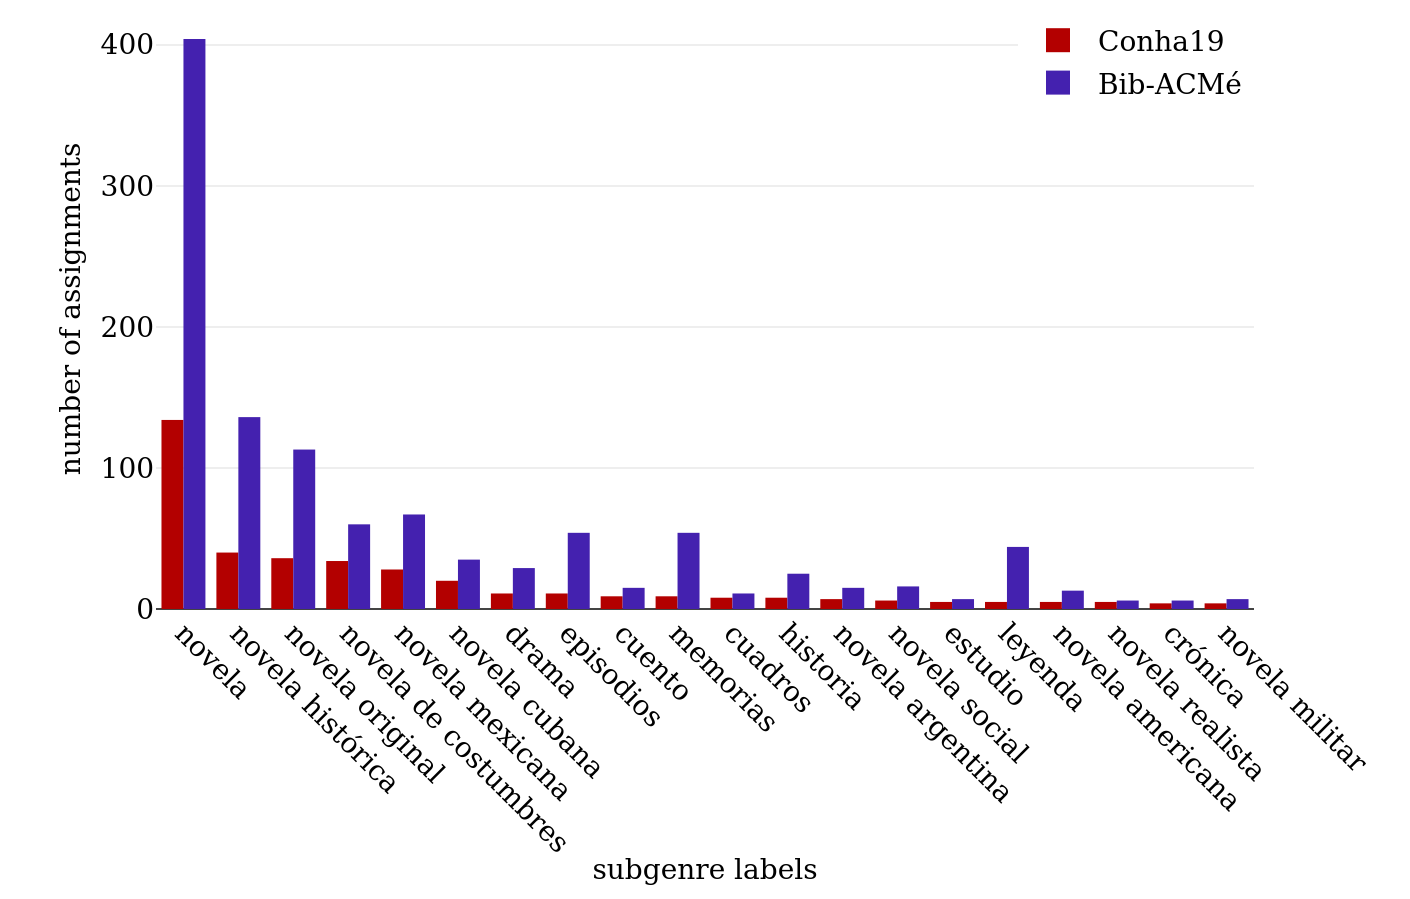 Conha19
Bib-ACMé
number of assignments
400
300
200
100
0
novela
novela histórica
novela original
novela de costumbres
novela mexicana
novela cubana
drama
episodios
cuento
memorias
cuadros
historia
novela argentina
novela social
estudio
leyenda
novela americana
novela realista
crónica
novela militar
subgenre labels